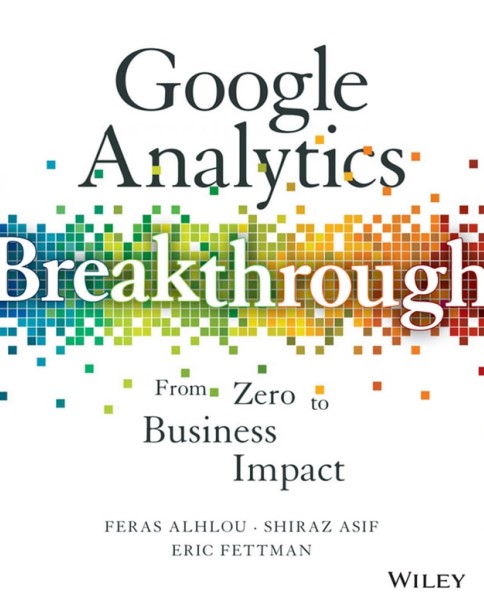 Google
Analytics
Breakthrough
From Zero to
Business
Impact
FERAS ALHLOU · SHIRAZ ASIF
ERIC FETTMAN
WILEY